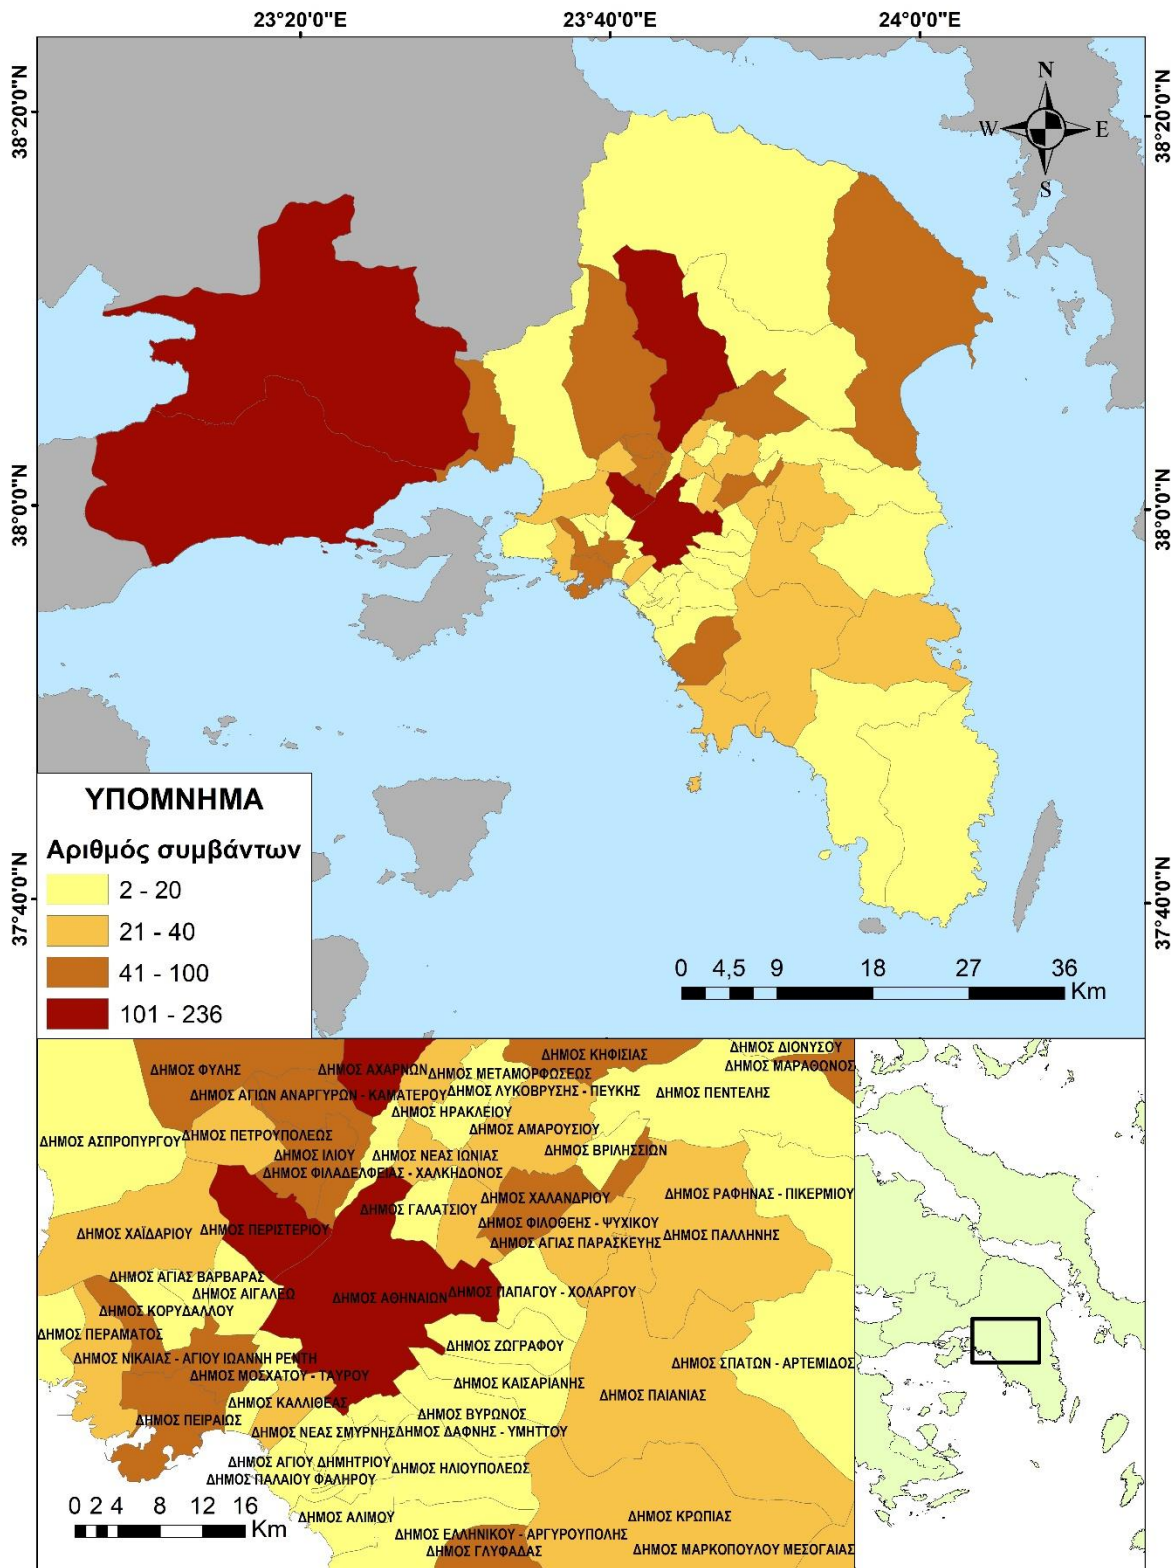 23°20'0"E
23°40'0"E
24°0'0"E
38°20'0"N
38°20'0"N
N
W
E
S
38°0'0"N
38°0'0"N
37°40'0"N
37°40'0"N
ΥΠΟΜΝΗΜΑ
Αριθμός συμβάντων
2 - 20
21 - 40
41 - 100
101 - 236
0 4,5 9 18 27 36
Km
ΔΗΜΟΣ ΔΙΟΝΥΣΟΥ
ΔΗΜΟΣ ΚΗΦΙΣΙΑΣ
ΔΗΜΟΣ ΜΑΡΑΘΩΝΟΣ
ΔΗΜΟΣ ΦΥΛΗΣ
ΔΗΜΟΣ ΑΧΑΡΝΩΝ
ΔΗΜΟΣ ΜΕΤΑΜΟΡΦΩΣΕΩΣ
ΔΗΜΟΣ ΑΓΙΩΝ ΑΝΑΡΓΥΡΩΝ - ΚΑΜΑΤΕΡΟΥ
ΔΗΜΟΣ ΛΥΚΟΒΡΥΣΗΣ - ΠΕΥΚΗΣ
ΔΗΜΟΣ ΠΕΝΤΕΛΗΣ
ΔΗΜΟΣ ΗΡΑΚΛΕΙΟΥ
ΔΗΜΟΣ ΑΜΑΡΟΥΣΙΟΥ
ΔΗΜΟΣ ΑΣΠΡΟΠΥΡΓΟΥ
ΔΗΜΟΣ ΠΕΤΡΟΥΠΟΛΕΩΣ
ΔΗΜΟΣ ΙΛΙΟΥ
ΔΗΜΟΣ ΝΕΑΣ ΙΩΝΙΑΣ
ΔΗΜΟΣ ΒΡΙΛΗΣΣΙΩΝ
ΔΗΜΟΣ ΦΙΛΑΔΕΛΦΕΙΑΣ - ΧΑΛΚΗΔΟΝΟΣ
ΔΗΜΟΣ ΧΑΛΑΝΔΡΙΟΥ
ΔΗΜΟΣ ΡΑΦΗΝΑΣ - ΠΙΚΕΡΜΙΟΥ
ΔΗΜΟΣ ΓΑΛΑΤΣΙΟΥ
ΔΗΜΟΣ ΦΙΛΟΘΕΗΣ - ΨΥΧΙΚΟΥ
ΔΗΜΟΣ ΧΑΪΔΑΡΙΟΥ
ΔΗΜΟΣ ΠΕΡΙΣΤΕΡΙΟΥ
ΔΗΜΟΣ ΑΓΙΑΣ ΠΑΡΑΣΚΕΥΗΣ
ΔΗΜΟΣ ΠΑΛΛΗΝΗΣ
ΔΗΜΟΣ ΑΓΙΑΣ ΒΑΡΒΑΡΑΣ
ΔΗΜΟΣ ΑΙΓΑΛΕΩ
ΔΗΜΟΣ ΑΘΗΝΑΙΩΝ
ΔΗΜΟΣ ΠΑΠΑΓΟΥ - ΧΟΛΑΡΓΟΥ
ΔΗΜΟΣ ΚΟΡΥΔΑΛΛΟΥ
ΔΗΜΟΣ ΠΕΡΑΜΑΤΟΣ
ΔΗΜΟΣ ΖΩΓΡΑΦΟΥ
ΔΗΜΟΣ ΝΙΚΑΙΑΣ - ΑΓΙΟΥ ΙΩΑΝΝΗ ΡΕΝΤΗ
ΔΗΜΟΣ ΣΠΑΤΩΝ - ΑΡΤΕΜΙΔΟΣ
ΔΗΜΟΣ ΜΟΣΧΑΤΟΥ - ΤΑΥΡΟΥ
ΔΗΜΟΣ ΚΑΙΣΑΡΙΑΝΗΣ
ΔΗΜΟΣ ΠΑΙΑΝΙΑΣ
ΔΗΜΟΣ ΚΑΛΛΙΘΕΑΣ
ΔΗΜΟΣ ΒΥΡΩΝΟΣ
ΔΗΜΟΣ ΠΕΙΡΑΙΩΣ
ΔΗΜΟΣ ΝΕΑΣ ΣΜΥΡΝΗΣ
ΔΗΜΟΣ ΔΑΦΝΗΣ - ΥΜΗΤΤΟΥ
ΔΗΜΟΣ ΑΓΙΟΥ ΔΗΜΗΤΡΙΟΥ
ΔΗΜΟΣ ΗΛΙΟΥΠΟΛΕΩΣ
ΔΗΜΟΣ ΠΑΛΑΙΟΥ ΦΑΛΗΡΟΥ
ΔΗΜΟΣ ΑΛΙΜΟΥ
ΔΗΜΟΣ ΚΡΩΠΙΑΣ
ΔΗΜΟΣ ΕΛΛΗΝΙΚΟΥ - ΑΡΓΥΡΟΥΠΟΛΗΣ
ΔΗΜΟΣ ΓΛΥΦΑΔΑΣ
ΔΗΜΟΣ ΜΑΡΚΟΠΟΥΛΟΥ ΜΕΣΟΓΑΙΑΣ
0 2 4 8 12 16
Km